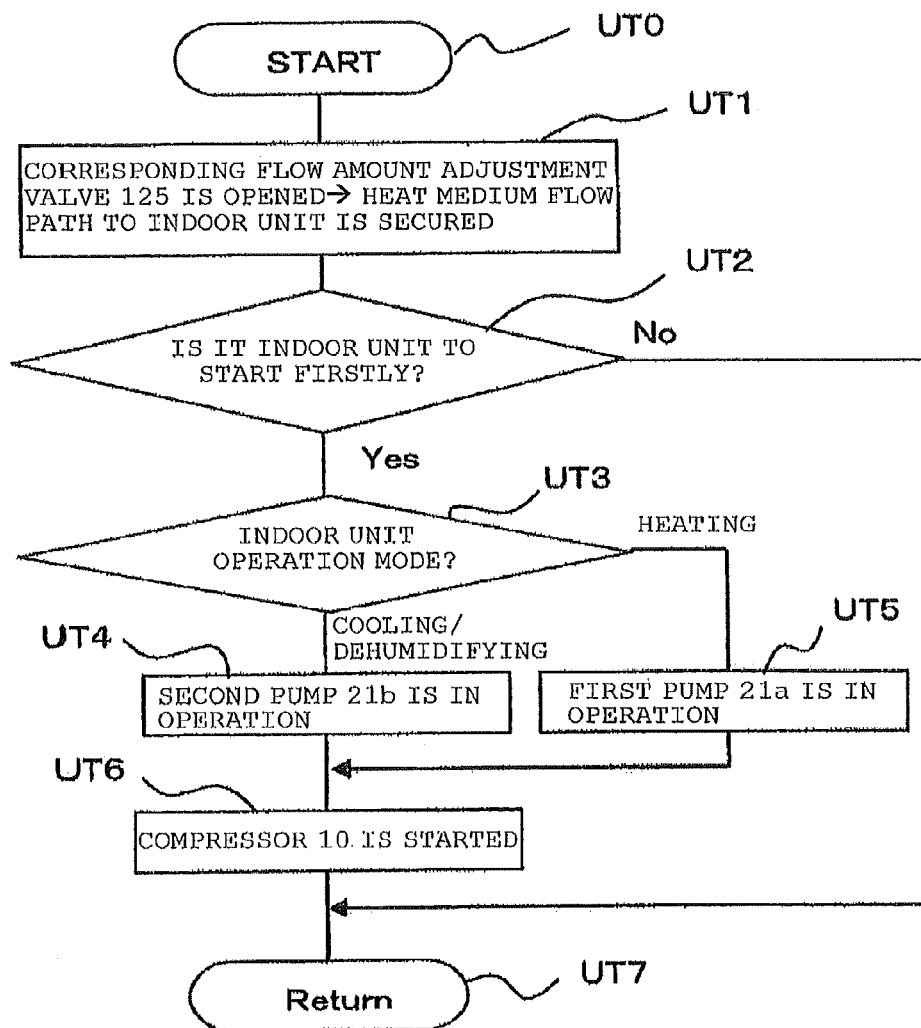 UT0
START
UT1
CORRESPONDING FLOW AMOUNT ADJUSTMENT
VALVE 125 IS OPENED→ HEAT MEDIUM FLOW
PATH TO INDOOR UNIT IS SECURED
UT2
IS IT INDOOR UNIT TO
START FIRSTLY?
No
Yes
UT3
INDOOR UNIT
OPERATION MODE?
HEATING
COOLING/
DEHUMIDIFYING
UT4
SECOND PUMP 21b IS IN
OPERATION
UT5
FIRST PUMP 21a IS IN
OPERATION
UT6
COMPRESSOR 10. IS STARTED
Return
UT7